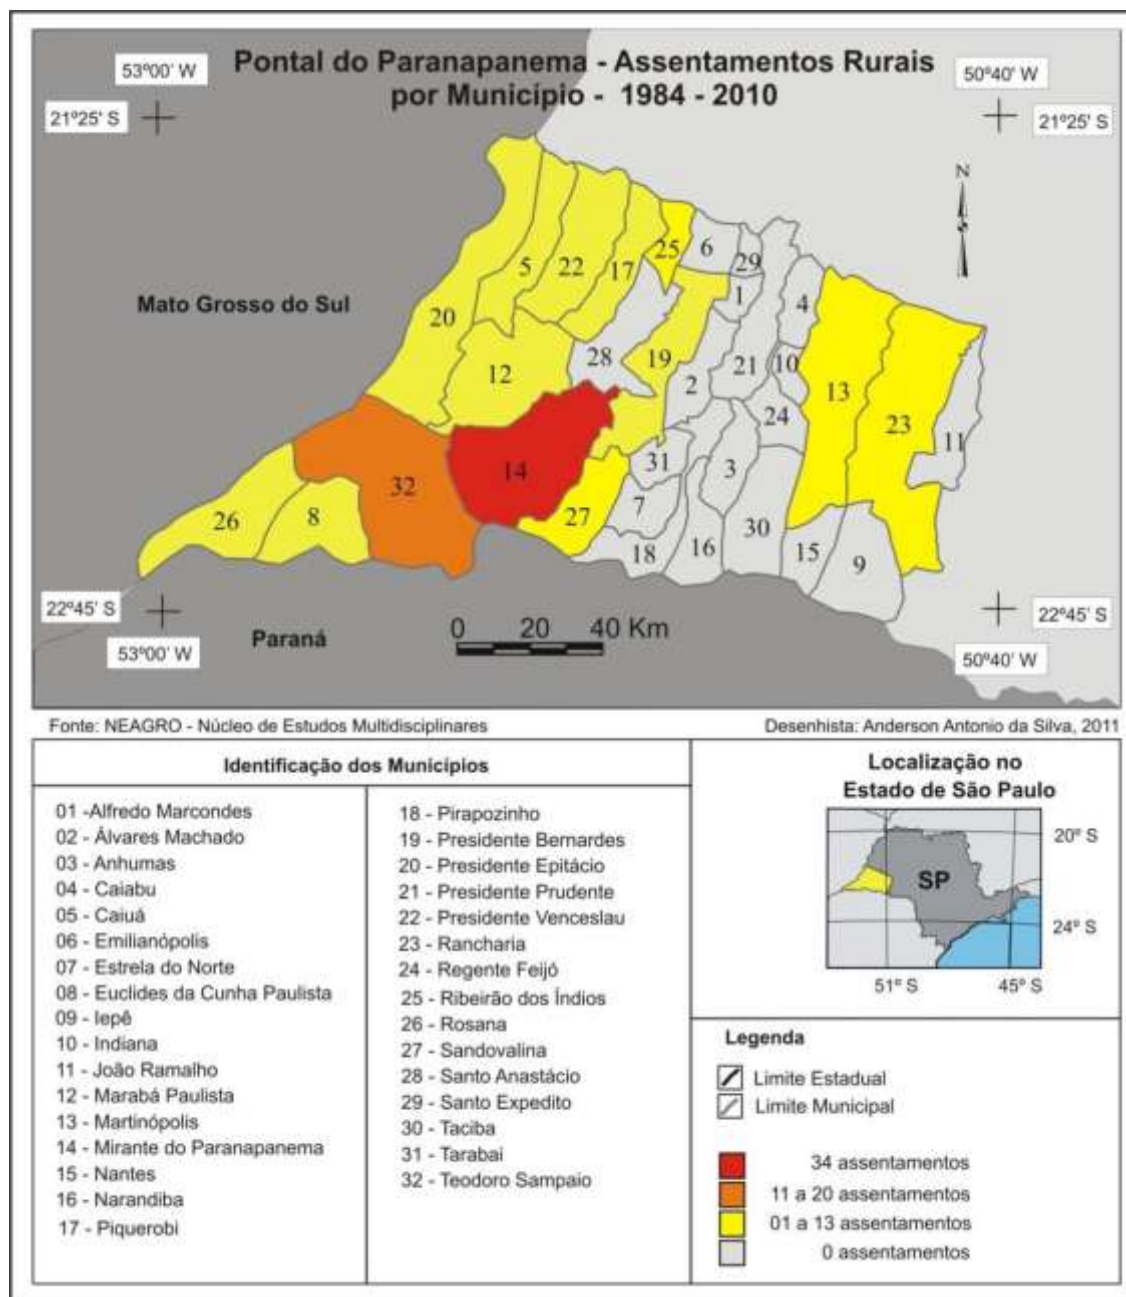 Pontal do Paranapanema - Assentamentos Rurais
por Município - 1984 - 2010
53º00' W
50º40' W
21º25' S
21º25' S
N
S
Mato Grosso do Sul
20
5
22
17
25
6
29
1
4
28
19
12
2
21
10
24
13
23
11
14
32
31
3
7
27
26
8
18
16
30
15
9
22º45' S
22º45' S
53º00' W
50º40' W
Paraná
0 20 40 Km
Fonte: NEAGRO - Núcleo de Estudos Multidisciplinares
Desenhista: Anderson Antonio da Silva, 2011
Identificação dos Municípios
01 -Alfredo Marcondes
02 - Álvares Machado
03 - Anhumas
04 - Caiabu
05 - Caiuá
06 - Emilianópolis
07 - Estrela do Norte
08 - Euclides da Cunha Paulista
09 - Iepê
10 - Indiana
11 - João Ramalho
12 - Marabá Paulista
13 - Martinópolis
14 - Mirante do Paranapanema
15 - Nantes
16 - Narandiba
17 - Piquerobi
18 - Pirapozinho
19 - Presidente Bernardes
20 - Presidente Epitácio
21 - Presidente Prudente
22 - Presidente Venceslau
23 - Rancharia
24 - Regente Feijó
25 - Ribeirão dos Índios
26 - Rosana
27 - Sandovalina
28 - Santo Anastácio
29 - Santo Expedito
30 - Taciba
31 - Tarabai
32 - Teodoro Sampaio
Localização no
Estado de São Paulo
20º S
SP
24º S
51º S
45º S
Legenda
Limite Estadual
Limite Municipal
34 assentamentos
11 a 20 assentamentos
01 a 13 assentamentos
0 assentamentos